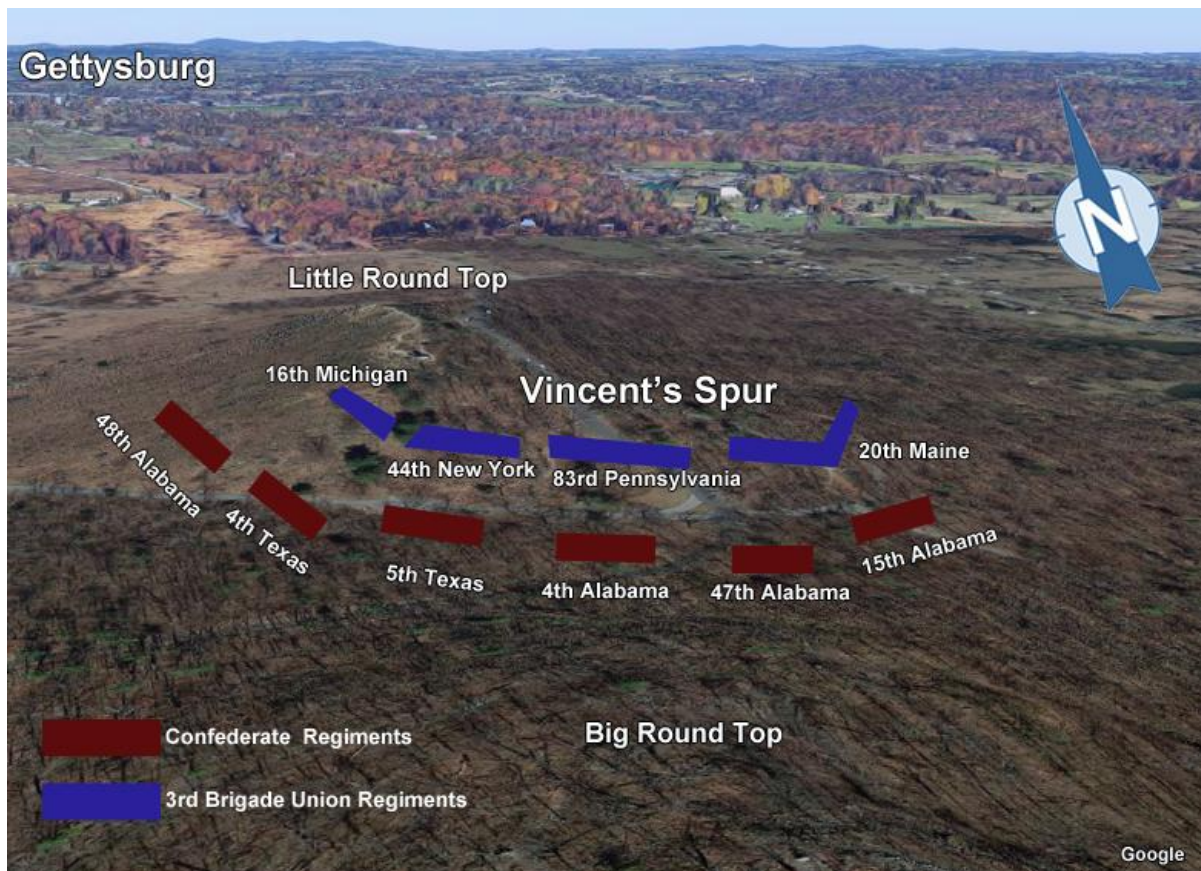 Gettysburg
N
Little Round Top
16th Michigan
Vincent's Spur
48th Alabama
44th New York
83rd Pennsylvania
20th Maine
4th Texas
5th Texas
4th Alabama
47th Alabama
15th Alabama
Big Round Top
Confederate Regiments
3rd Brigade Union Regiments
Google